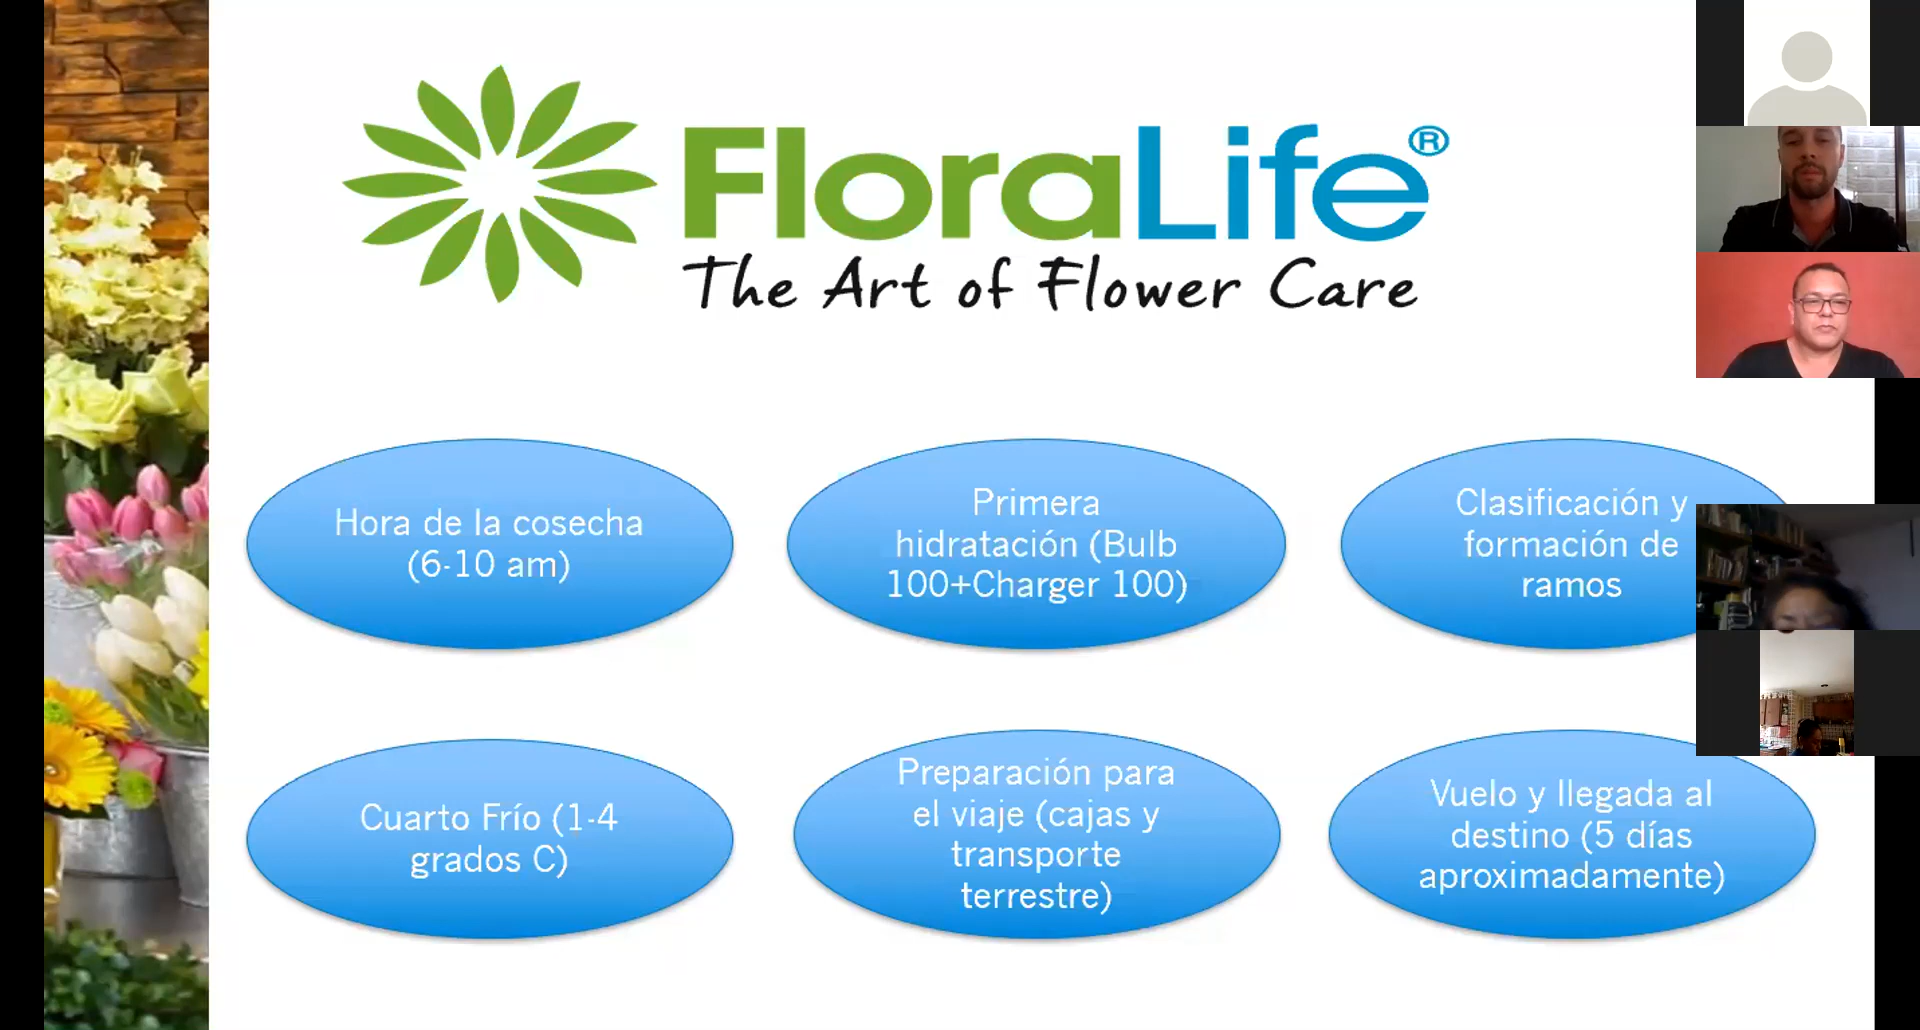 FloraLife®
The Art of Flower Care
Hora de la cosecha
(6-10 am)
Primera
hidratación (Bulb
100+Charger 100)
Clasificación y
formación de
ramos
Cuarto Frío (1-4
grados C)
Preparación para
el viaje (cajas y
transporte
terrestre)
Vuelo y llegada al
destino (5 días
aproximadamente)